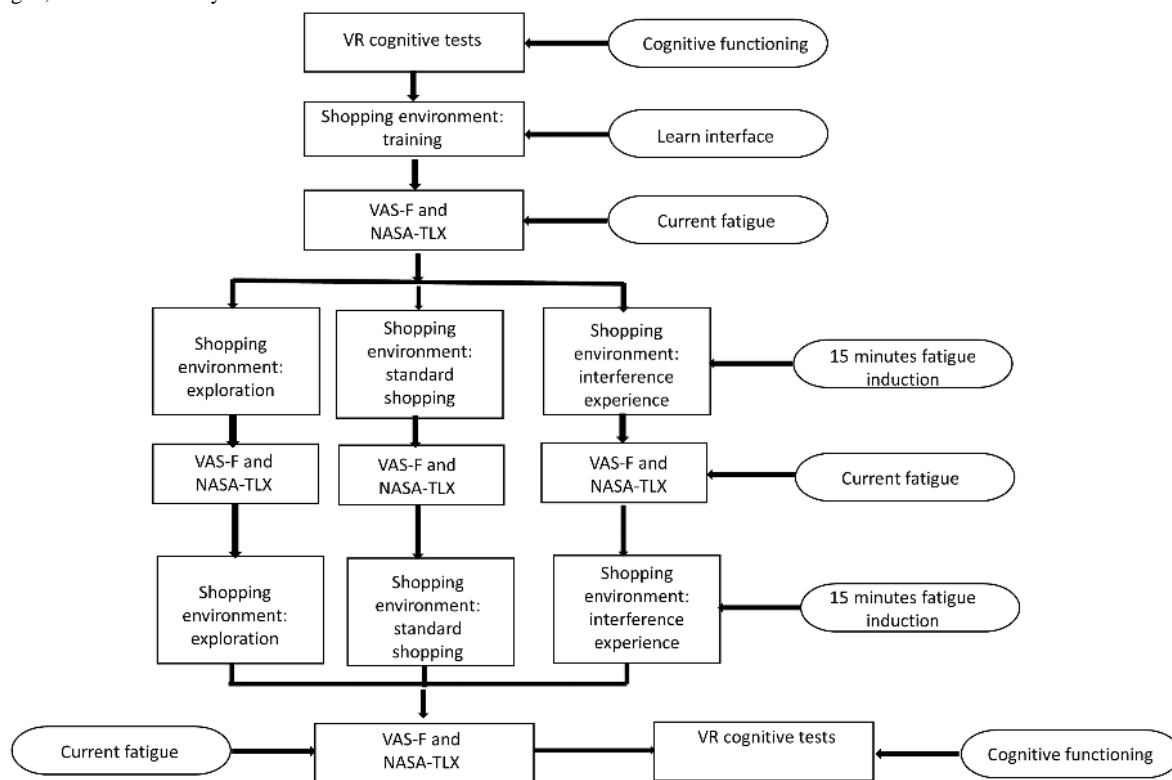 VR cognitive tests
Cognitive functioning
Shopping environment:
training
Learn interface
VAS-F and
NASA-TLX
Current fatigue
Shopping
environment:
exploration
Shopping
environment:
standard
shopping
Shopping
environment:
interference
experience
15 minutes fatigue
induction
VAS-F and
NASA-TLX
VAS-F and
NASA-TLX
VAS-F and
NASA-TLX
Current fatigue
Shopping
environment:
exploration
Shopping
environment:
standard
shopping
Shopping
environment:
interference
experience
15 minutes fatigue
induction
Current fatigue
VAS-F and
NASA-TLX
VR cognitive tests
Cognitive functioning